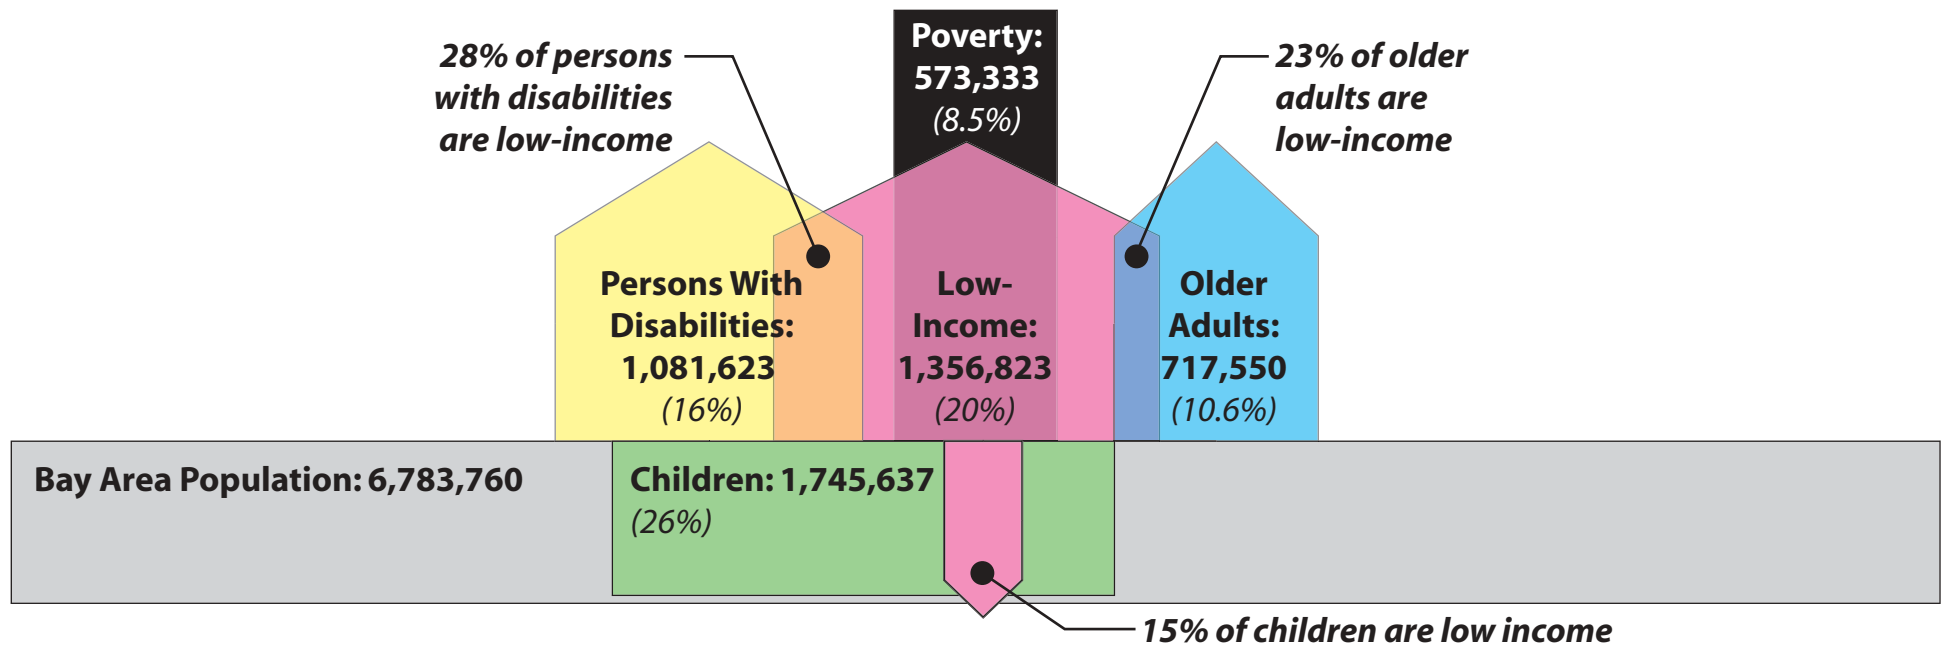 28% of persons
with disabilities
are low-income
Poverty:
573,333
(8.5%)
23% of older
adults are
low-income
Persons With
Disabilities:
1,081,623
(16%)
Low-
Income:
1,356,823
(20%)
Older
Adults:
717,550
(10.6%)
Bay Area Population: 6,783,760
Children: 1,745,637
(26%)
15% of children are low income